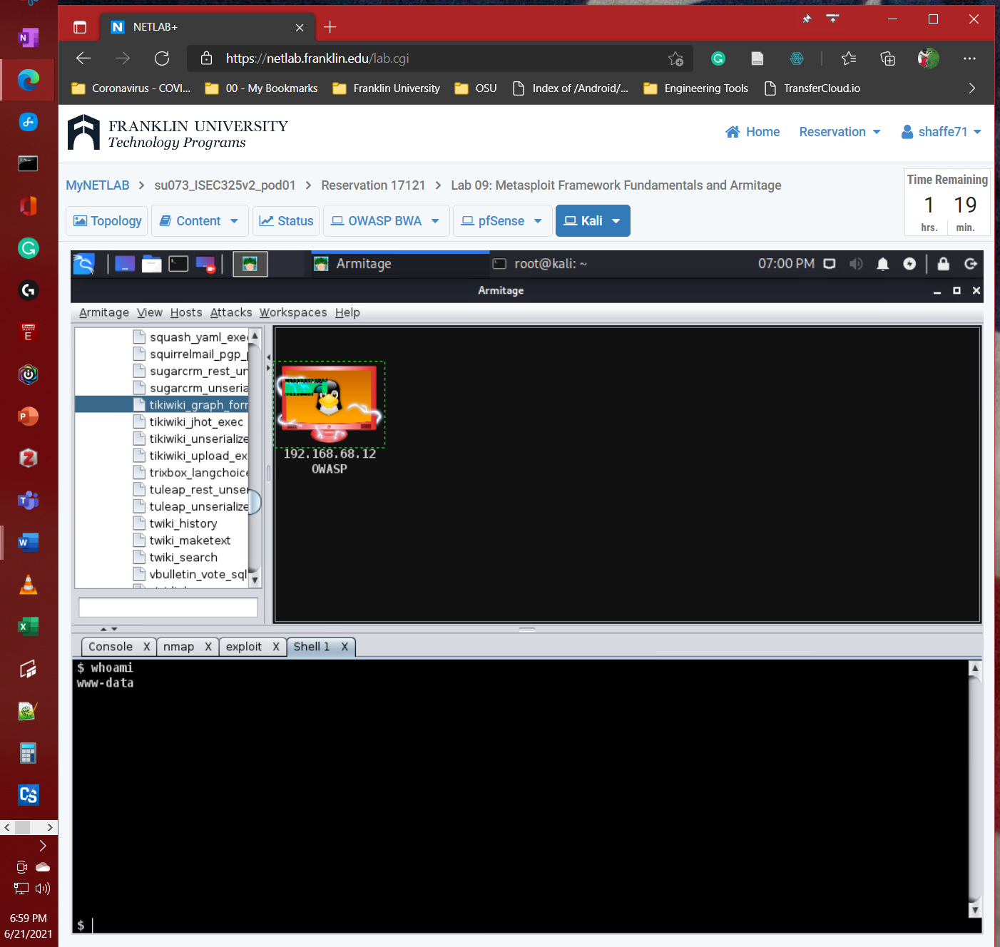 NETLAB+
https://netlab.franklin.edu/lab.cgi
Coronavirus - COVI...
00 - My Bookmarks
Franklin University
OSU
Index of /Android/...
Engineering Tools
TransferCloud.io
FRANKLIN UNIVERSITY
Technology Programs
Home
Reservation
shaffe71
MyNETLAB > su073_ISEC325v2_pod01 > Reservation 17121 > Lab 09: Metasploit Framework Fundamentals and Armitage
Time Remaining
1 19
hrs. min.
Topology
Content
Status
OWASP BWA
pfSense
Kali
Armitage
root@kali: ~
07:00 PM
Armitage
Armitage View Hosts Attacks Workspaces Help
squash_yaml_exe
squirrelmail_pgp_
sugarcrm_rest_un
sugarcrm_unseria
tikiwiki_graph_for
tikiwiki_jhot_exec
tikiwiki_unserialize
tikiwiki_upload_ex
trixbox_langchoice
tuleap_rest_unse
tuleap_unserialize
twiki_history
twiki_maketext
twiki_search
vbulletin_vote_sql
192.168.68.12
OWASP
Console X
nmap X
exploit X
Shell 1 X
$ whoami
www-data
$
6:59 PM
6/21/2021